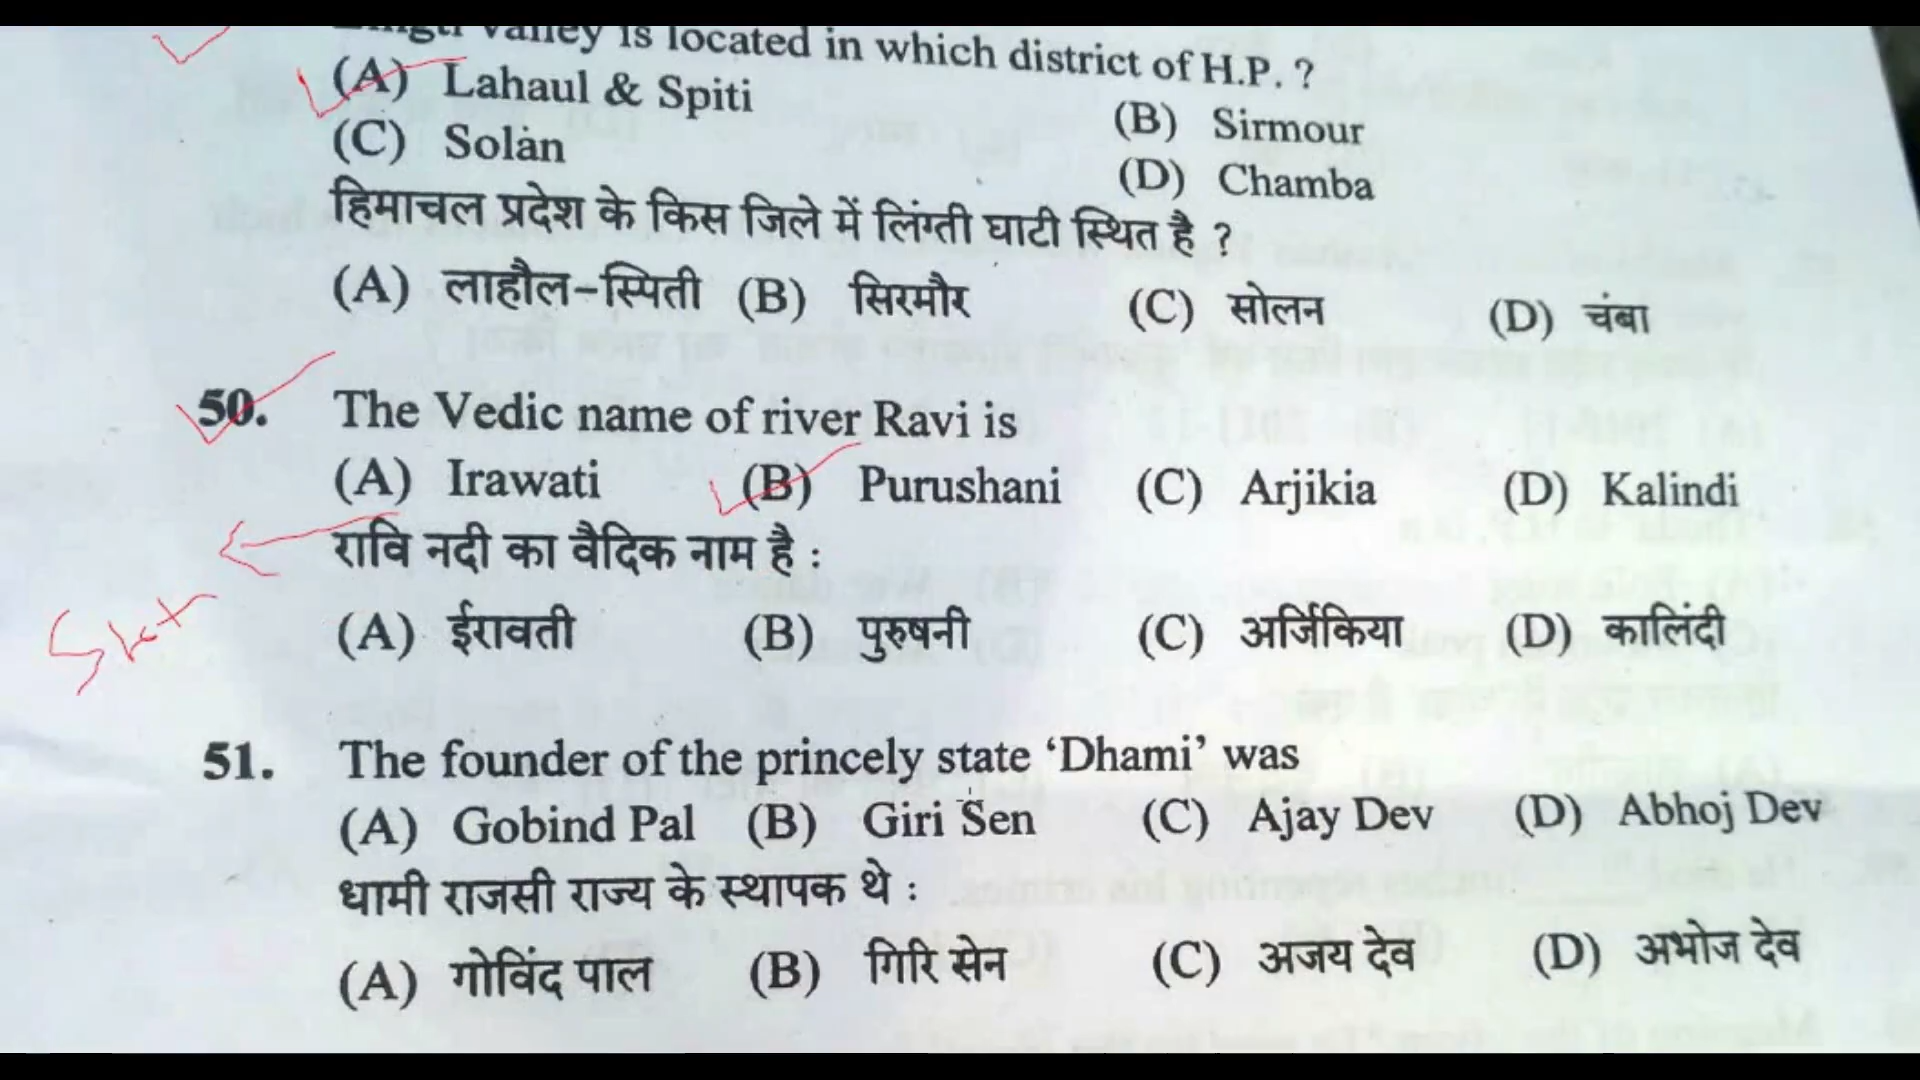 valley is located in which district of H.P. ?
(A) Lahaul & Spiti (B) Sirmour
(C) Solan (D) Chamba
हिमाचल प्रदेश के किस जिले में लिंग्ती घाटी स्थित है ?
(A) लाहौल-स्पिती (B) सिरमौर (C) सोलन (D) चंबा
50. The Vedic name of river Ravi is
(A) Irawati (B) Purushani (C) Arjikia (D) Kalindi
रावि नदी का वैदिक नाम है :
(A) ईरावती (B) पुरुषनी (C) अर्जिकिया (D) कालिंदी
51. The founder of the princely state ‘Dhami’ was
(A) Gobind Pal (B) Giri Sen (C) Ajay Dev (D) Abhoj Dev
धामी राजसी राज्य के स्थापक थे :
(A) गोविंद पाल (B) गिरि सेन (C) अजय देव (D) अभोज देव